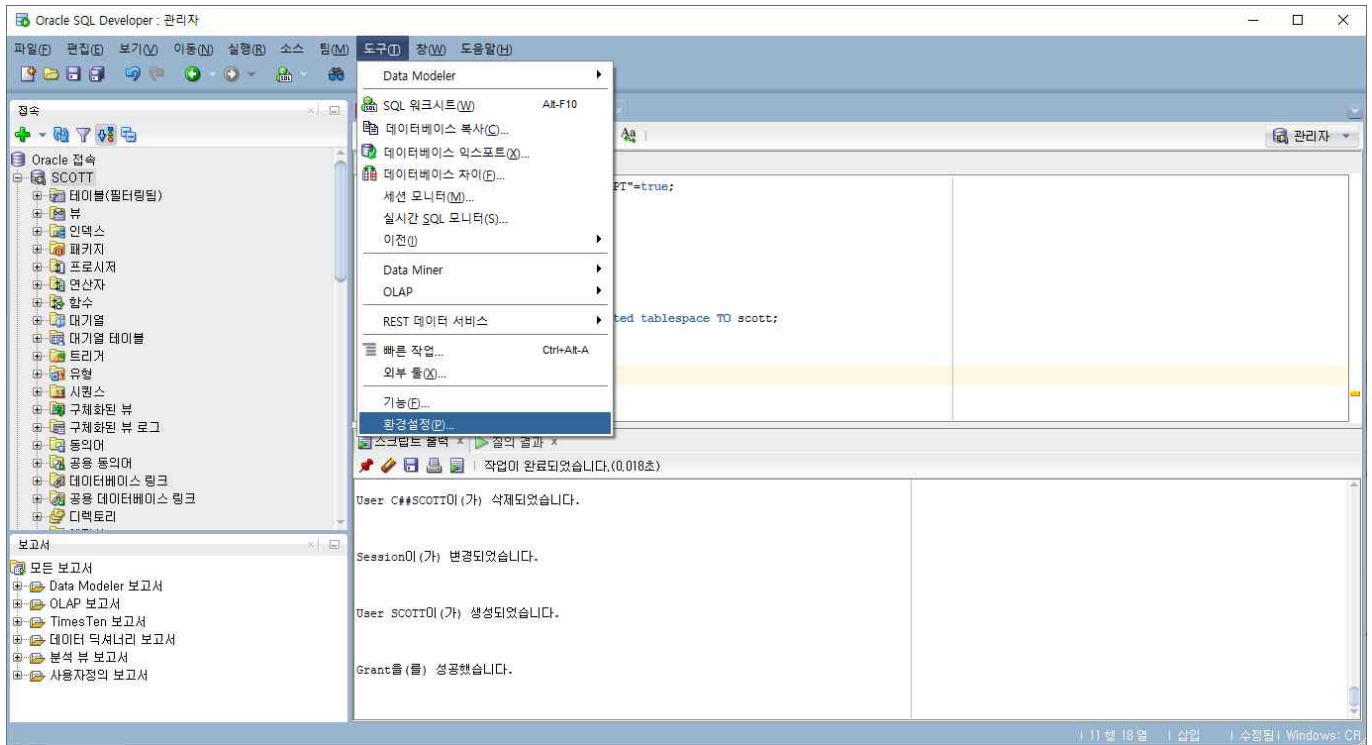 Oracle SQL Developer : 관리자
파일(F) 편집(E) 보기(V) 이동(N) 실행(R) 소스 팀(M) 도구(T) 창(W) 도움말(H)
Data Modeler
SQL 워크시트(W) Alt-F10
데이터베이스 복사(C)...
데이터베이스 익스포트(X)...
데이터베이스 차이(F)...
세션 모니터(M)...
실시간 SQL 모니터(S)...
이전(I)
Data Miner
OLAP
REST 데이터 서비스
빠른 작업... Ctrl+Alt-A
외부 툴(X)...
기능(F)...
환경설정(P)...
접속
Oracle 접속
SCOTT
테이블(필터링됨)
뷰
인덱스
패키지
프로시저
연산자
함수
대기열
대기열 테이블
트리거
유형
시퀀스
구체화된 뷰
구체화된 뷰 로그
동의어
공용 동의어
데이터베이스 링크
공용 데이터베이스 링크
디렉토리
보고서
모든 보고서
Data Modeler 보고서
OLAP 보고서
TimesTen 보고서
데이터 딕셔너리 보고서
분석 뷰 보고서
사용자정의 보고서
관리자
PT"=true;
ted tablespace TO scott;
스크립트 출력 × 질의 결과 ×
작업이 완료되었습니다.(0.018초)
User C##SCOTT이(가) 삭제되었습니다.
Session이(가) 변경되었습니다.
User SCOTT이(가) 생성되었습니다.
Grant을(를) 성공했습니다.
11 행 18 열 삽입 수정됨 Windows: CR